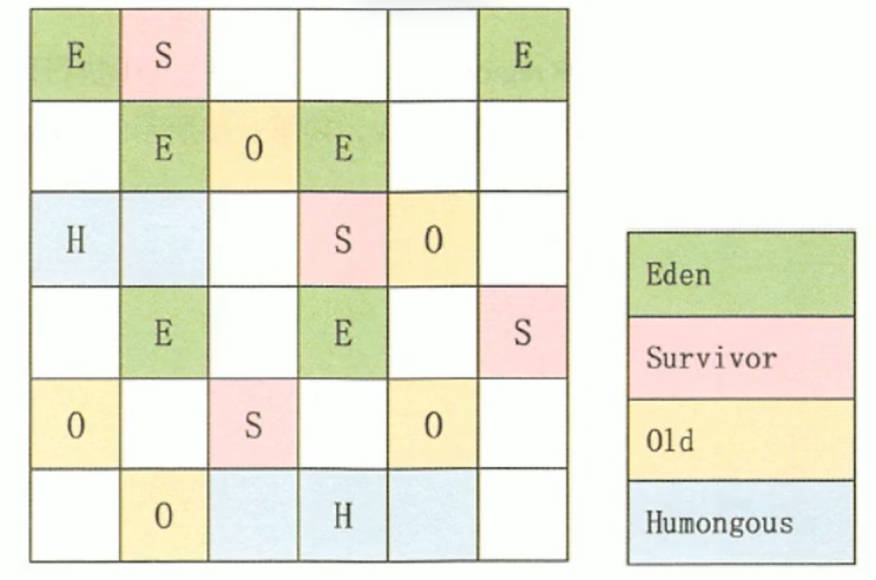 E S E
E O E
H S O
E E S
O S O
O H
Eden
Survivor
Old
Humongous